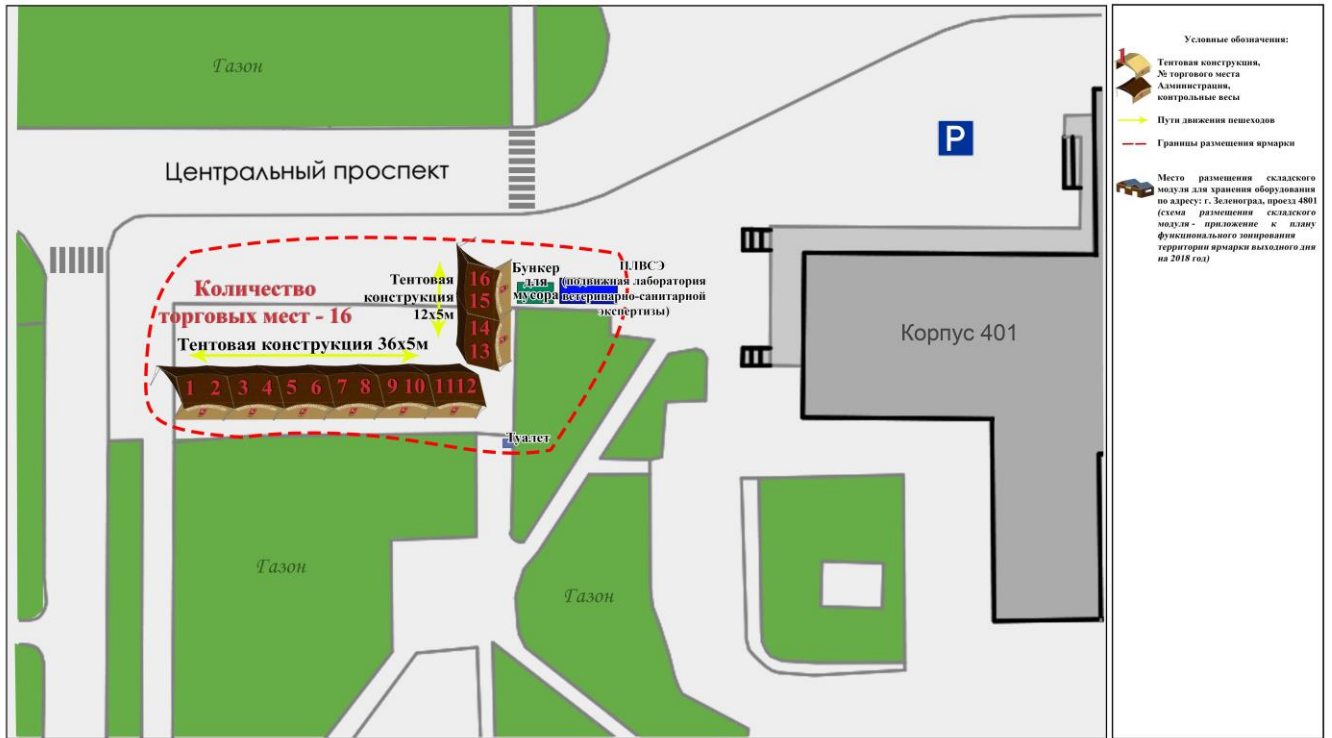 Газон
Центральный проспект
P
Количество
торговых мест - 16
Тентовая
конструкция
12х5м
Тентовая конструкция 36х5м
16
15
14
13
Бункер
для
мусора
ПЛВСЭ
(подвижная лаборатория
ветеринарно-санитарной
экспертизы)
1 2 3 4 5 6 7 8 9 10 11 12
Туалет
Корпус 401
Газон
Газон
Условные обозначения:
1
Тентовая конструкция,
№ торгового места
Администрация,
контрольные весы
Пути движения пешеходов
Границы размещения ярмарки
Место размещения складского
модуля для хранения оборудования
по адресу: г. Зеленоград, проезд 4801
(схема размещения складского
модуля - приложение к плану
функционального зонирования
территории ярмарки выходного дня
на 2018 год)